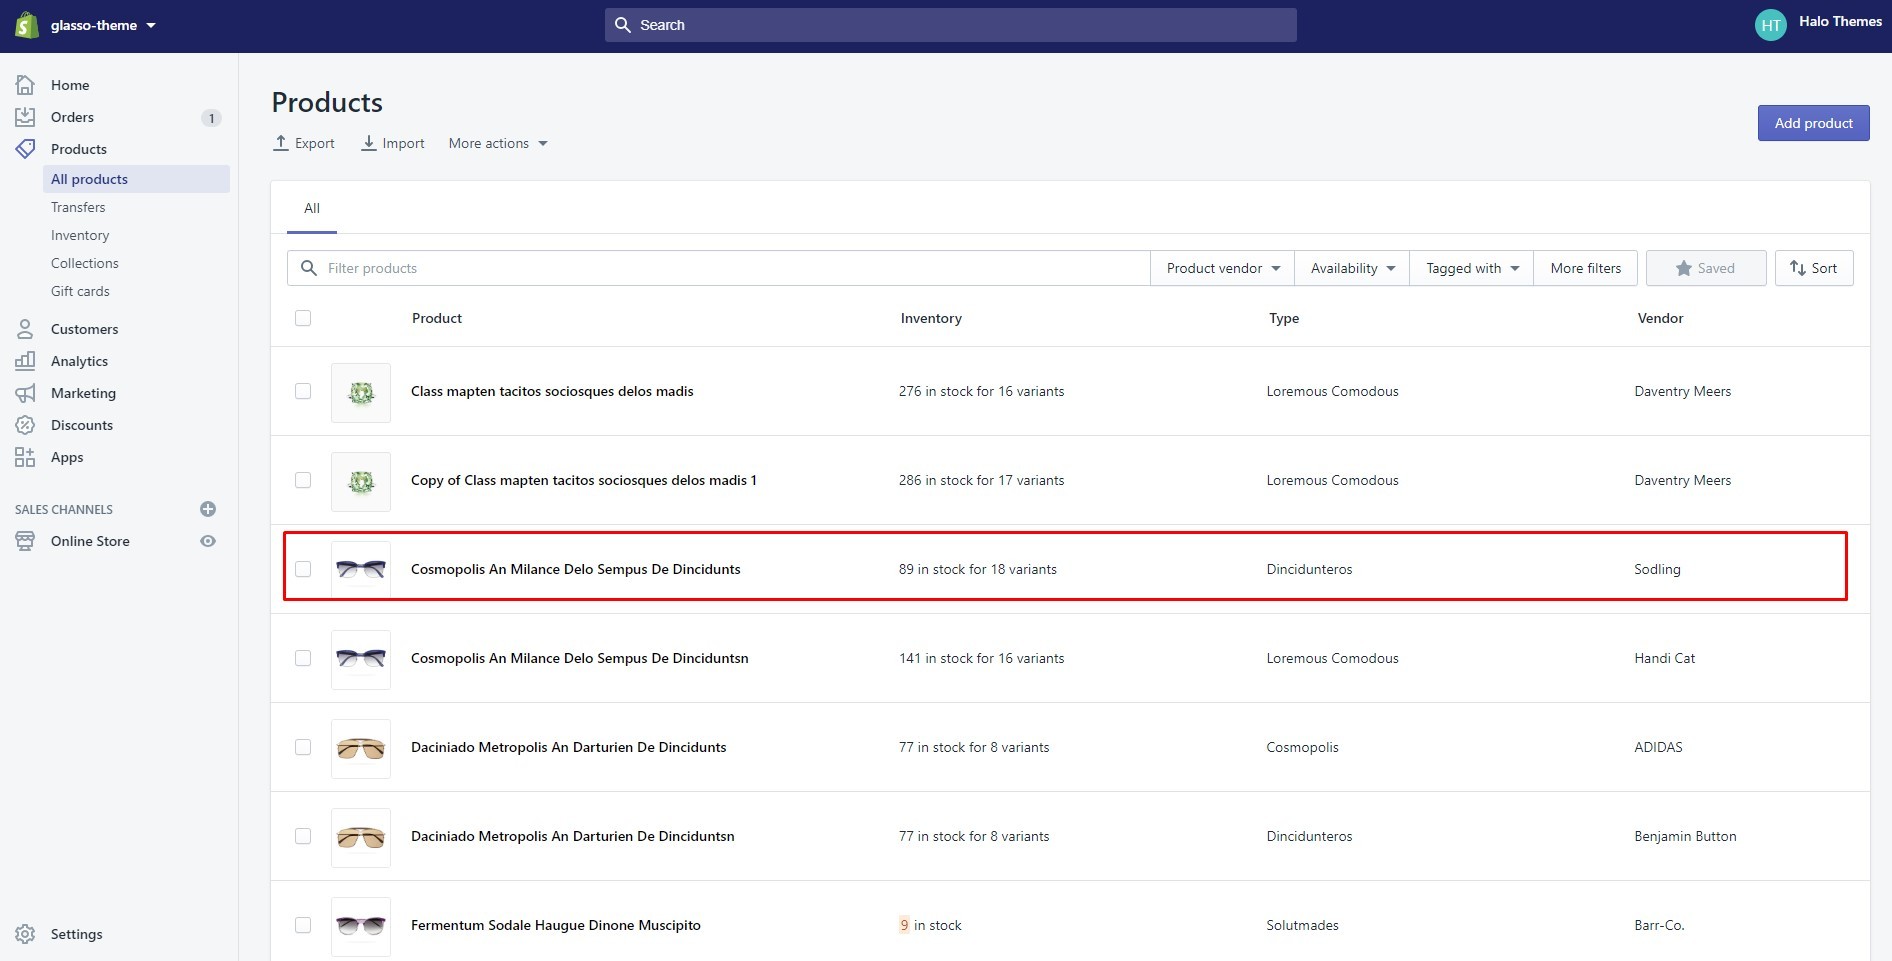 glasso-theme
Search
HT
Halo Themes
Home
Orders 1
Products
All products
Transfers
Inventory
Collections
Gift cards
Customers
Analytics
Marketing
Discounts
Apps
SALES CHANNELS
Online Store
Settings
Products
Export Import More actions
Add product
All
Filter products Product vendor Availability Tagged with More filters Saved Sort
Product Inventory Type Vendor
Class mapten tacitos sociosques delos madis 276 in stock for 16 variants Loremous Comodous Daventry Meers
Copy of Class mapten tacitos sociosques delos madis 1 286 in stock for 17 variants Loremous Comodous Daventry Meers
Cosmopolis An Milance Delo Sempus De Dincidunts 89 in stock for 18 variants Dincidunteros Sodling
Cosmopolis An Milance Delo Sempus De Dinciduntsn 141 in stock for 16 variants Loremous Comodous Handi Cat
Daciniado Metropolis An Darturien De Dincidunts 77 in stock for 8 variants Cosmopolis ADIDAS
Daciniado Metropolis An Darturien De Dinciduntsn 77 in stock for 8 variants Dincidunteros Benjamin Button
Fermentum Sodale Haugue Dinone Muscipito 9 in stock Solutmades Barr-Co.